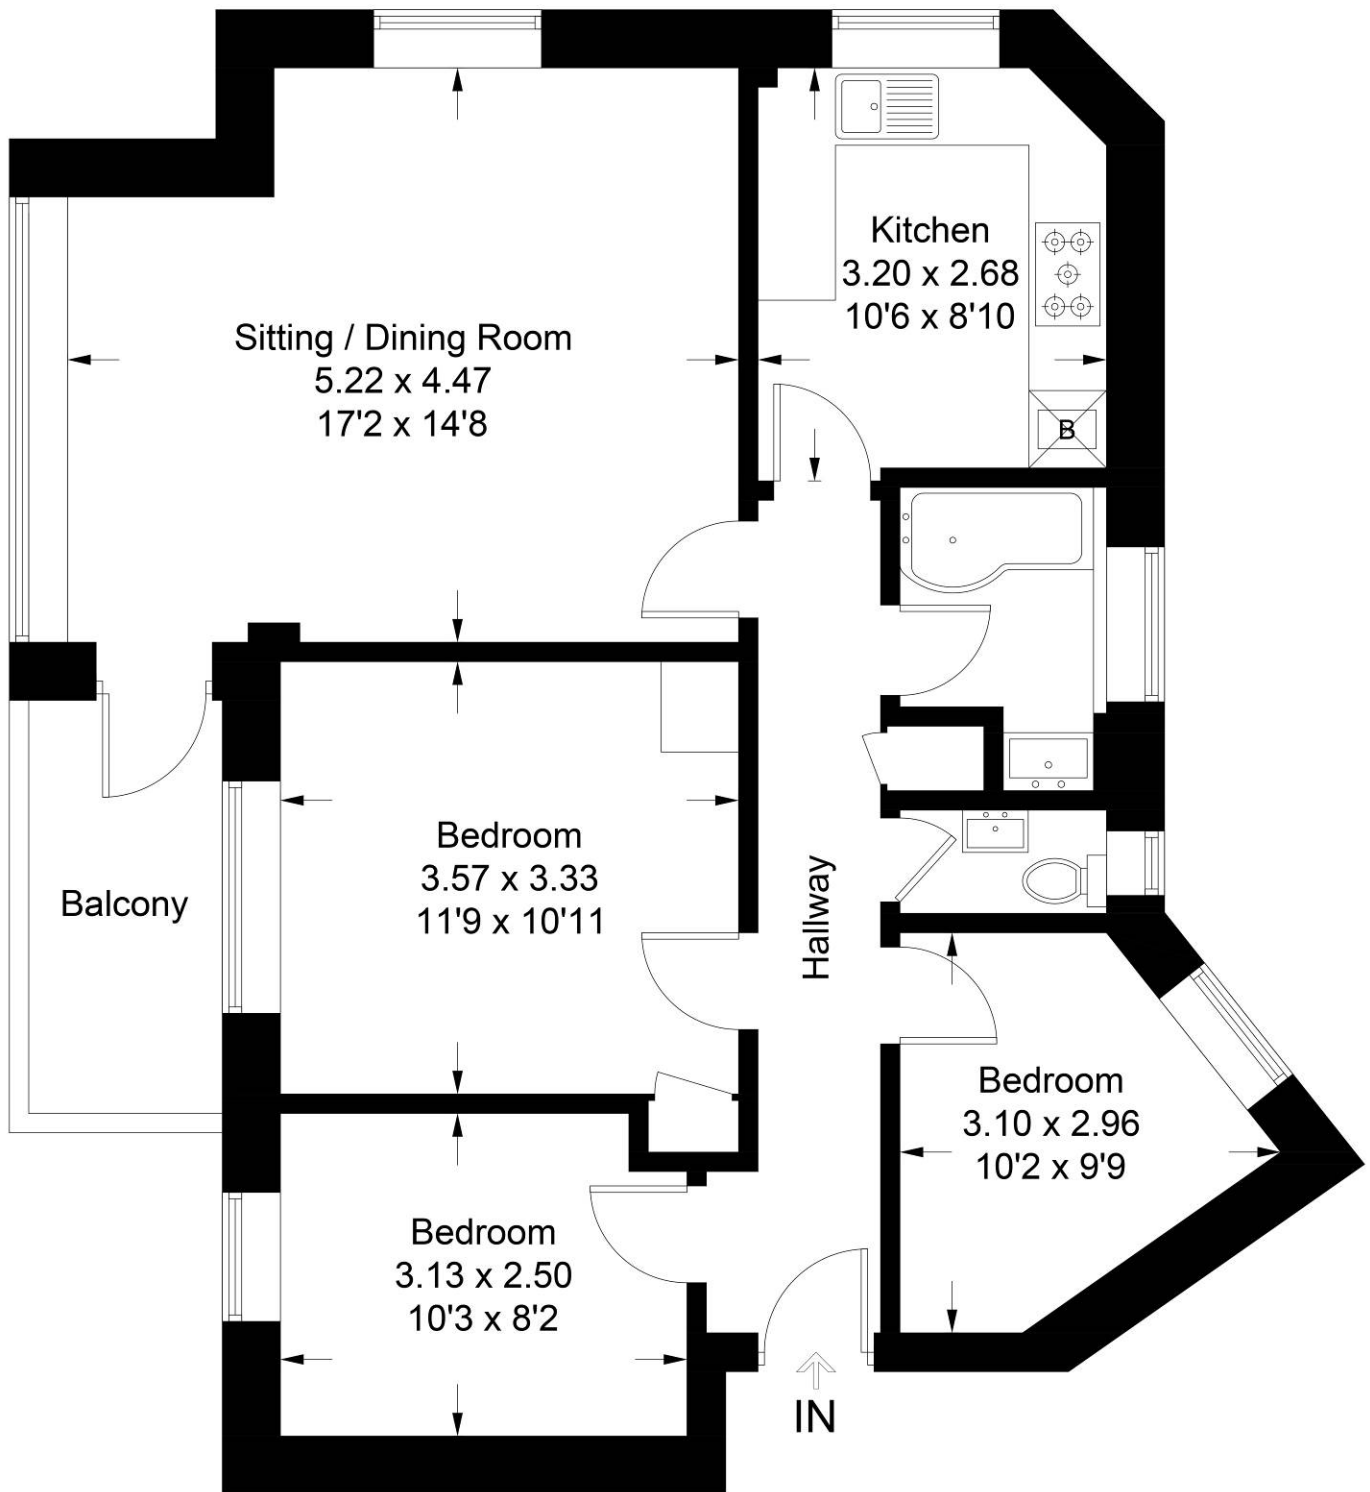 Kitchen
3.20 x 2.68
10'6 x 8'10
Sitting / Dining Room
5.22 x 4.47
17'2 x 14'8
B
Bedroom
3.57 x 3.33
11'9 x 10'11
Balcony
Hallway
Bedroom
3.10 x 2.96
10'2 x 9'9
Bedroom
3.13 x 2.50
10'3 x 8'2
IN